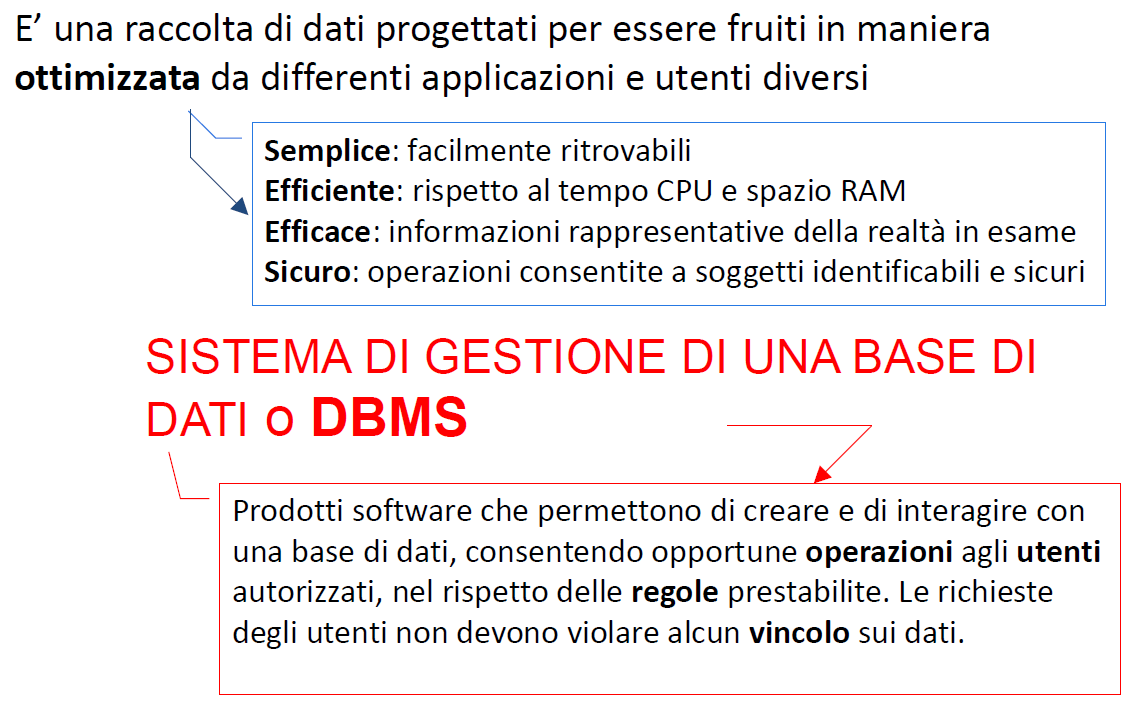 E’ una raccolta di dati progettati per essere fruiti in maniera
ottimizzata da differenti applicazioni e utenti diversi
Semplice: facilmente ritrovabili
Efficiente: rispetto al tempo CPU e spazio RAM
Efficace: informazioni rappresentative della realtà in esame
Sicuro: operazioni consentite a soggetti identificabili e sicuri
SISTEMA DI GESTIONE DI UNA BASE DI
DATI o DBMS
Prodotti software che permettono di creare e di interagire con
una base di dati, consentendo opportune operazioni agli utenti
autorizzati, nel rispetto delle regole prestabilite. Le richieste
degli utenti non devono violare alcun vincolo sui dati.